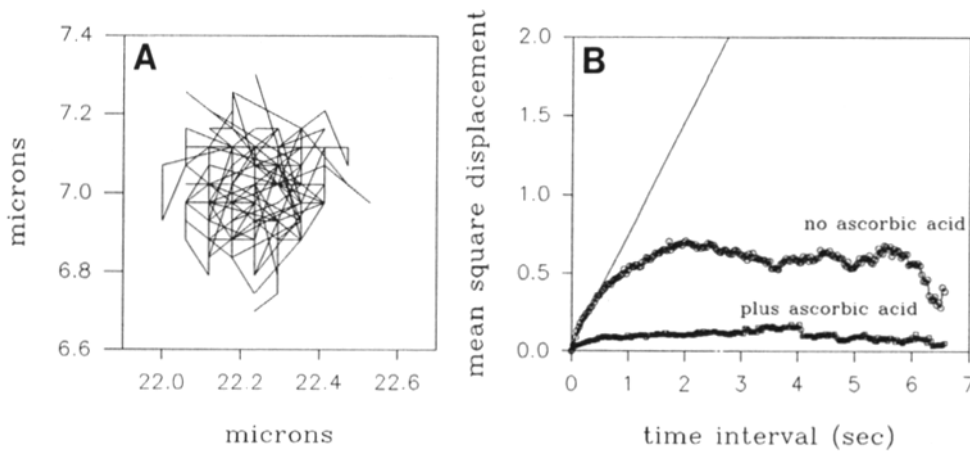 A
7.4
7.2
7.0
6.8
6.6
microns
22.0 22.2 22.4 22.6
microns
B
2.0
1.5
1.0
0.5
0.0
mean square displacement
no ascorbic acid
plus ascorbic acid
0 1 2 3 4 5 6 7
time interval (sec)